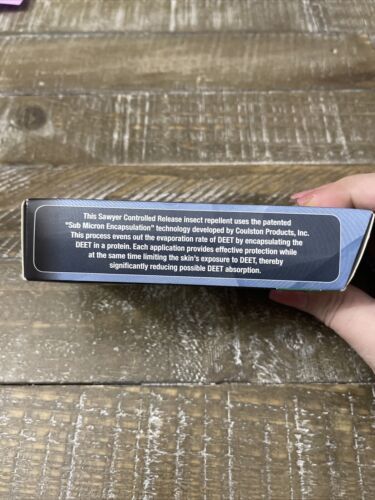 This Sawyer Controlled Release insect repellent uses the patented
"Sub Micron Encapsulation" technology developed by Coulston Products, Inc.
This process evens out the evaporation rate of DEET by encapsulating the
DEET in a protein. Each application provides effective protection while
at the same time limiting the skin's exposure to DEET, thereby
significantly reducing possible DEET absorption.